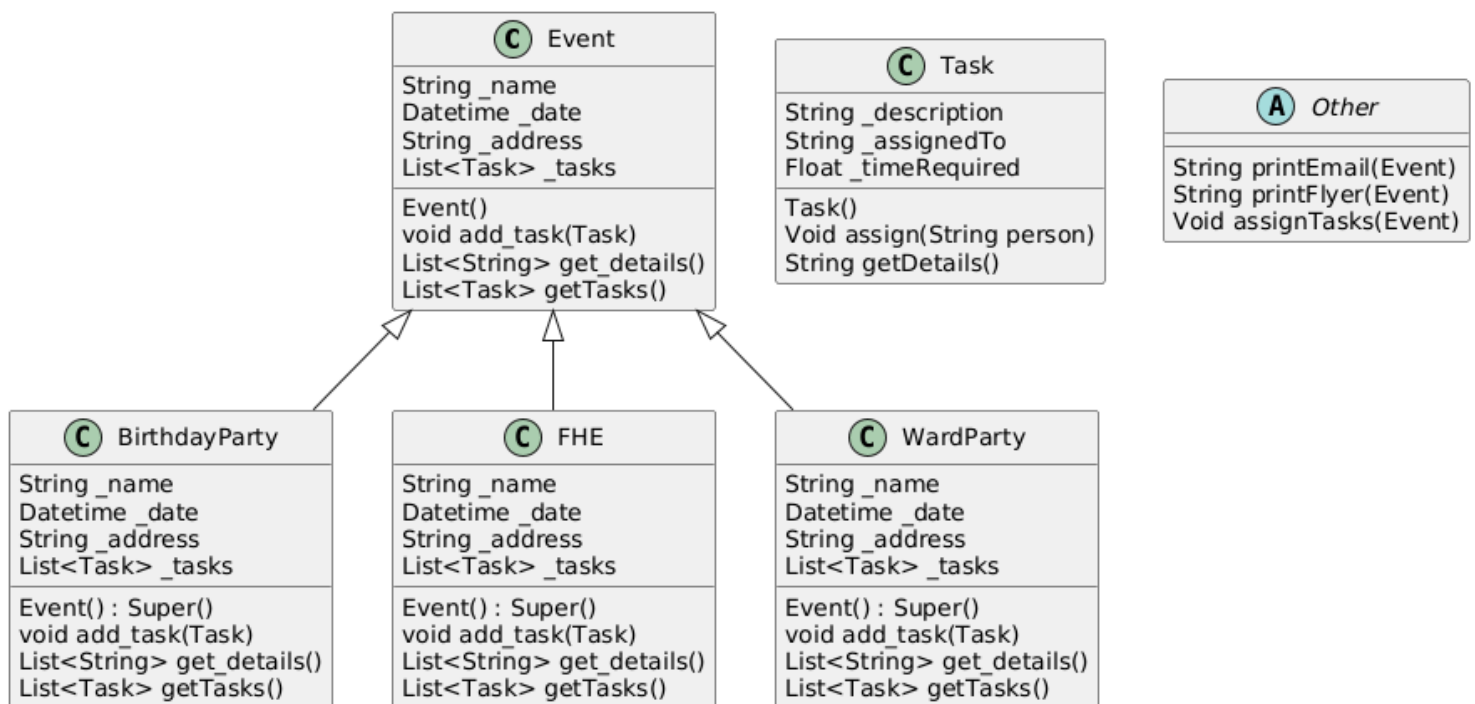 C Event
String _name
Datetime _date
String _address
List<Task> _tasks
Event()
void add_task(Task)
List<String> get_details()
List<Task> getTasks()
C Task
String _description
String _assignedTo
Float _timeRequired
Task()
Void assign(String person)
String getDetails()
A Other
String printEmail(Event)
String printFlyer(Event)
Void assignTasks(Event)
C BirthdayParty
String _name
Datetime _date
String _address
List<Task> _tasks
Event() : Super()
void add_task(Task)
List<String> get_details()
List<Task> getTasks()
C FHE
String _name
Datetime _date
String _address
List<Task> _tasks
Event() : Super()
void add_task(Task)
List<String> get_details()
List<Task> getTasks()
C WardParty
String _name
Datetime _date
String _address
List<Task> _tasks
Event() : Super()
void add_task(Task)
List<String> get_details()
List<Task> getTasks()